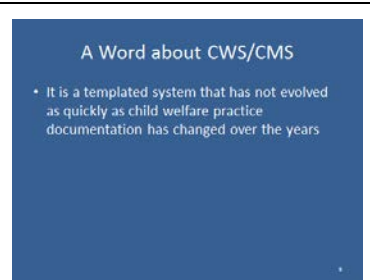 A Word about CWS/CMS
• It is a templated system that has not evolved
as quickly as child welfare practice
documentation has changed over the years